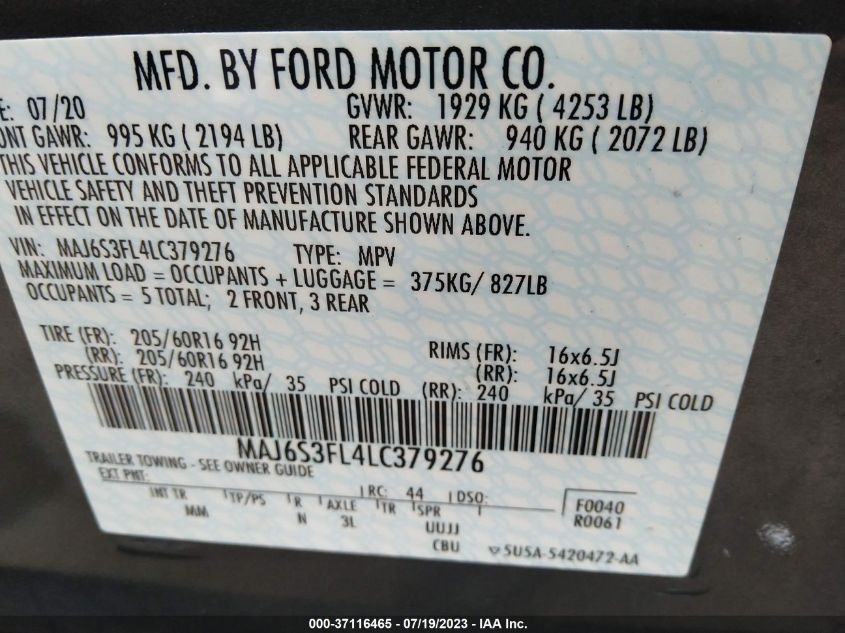 MFD. BY FORD MOTOR CO.
E: 07/20 GVWR: 1929 KG ( 4253 LB)
ONT GAWR: 995 KG ( 2194 LB) REAR GAWR: 940 KG ( 2072 LB)
THIS VEHICLE CONFORMS TO ALL APPLICABLE FEDERAL MOTOR
VEHICLE SAFETY AND THEFT PREVENTION STANDARDS
IN EFFECT ON THE DATE OF MANUFACTURE SHOWN ABOVE.
VIN: MAJ6S3FL4LC379276 TYPE: MPV
MAXIMUM LOAD = OCCUPANTS + LUGGAGE = 375KG/ 827LB
OCCUPANTS = 5 TOTAL; 2 FRONT, 3 REAR
TIRE (FR): 205/60R16 92H RIMS (FR): 16x6.5J
(RR): 205/60R16 92H (RR): 16x6.5J
PRESSURE (FR): 240 kPa/ 35 PSI COLD (RR): 240 kPa/ 35 PSI COLD
MAJ6S3FL4LC379276
TRAILER TOWING - SEE OWNER GUIDE
EXT PNT: RC: 44 DSO: F0040
INT TR TP/PS R AXLE TR SPR R0061
MM N 3L UUJJ
CBU 5U5A-5420472-AA
000-37116465 - 07/19/2023 - IAA Inc.